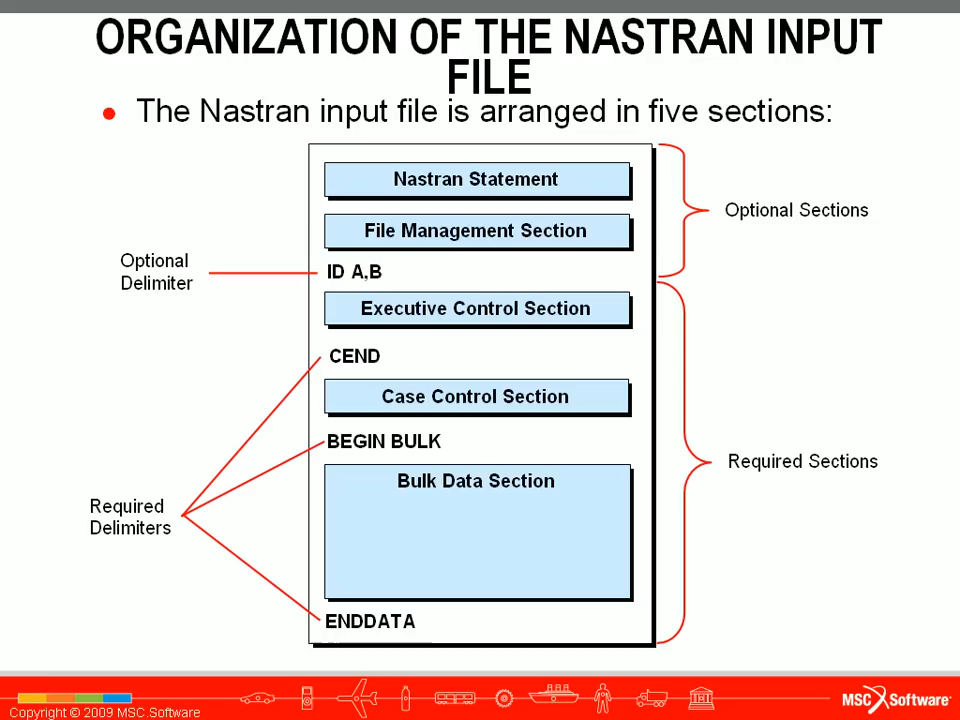 ORGANIZATION OF THE NASTRAN INPUT
FILE
• The Nastran input file is arranged in five sections:
Nastran Statement
Optional Sections
File Management Section
Optional
Delimiter
ID A,B
Executive Control Section
CEND
Case Control Section
BEGIN BULK
Required Sections
Bulk Data Section
Required
Delimiters
ENDDATA
MSC Software
Copyright © 2009 MSC.Software